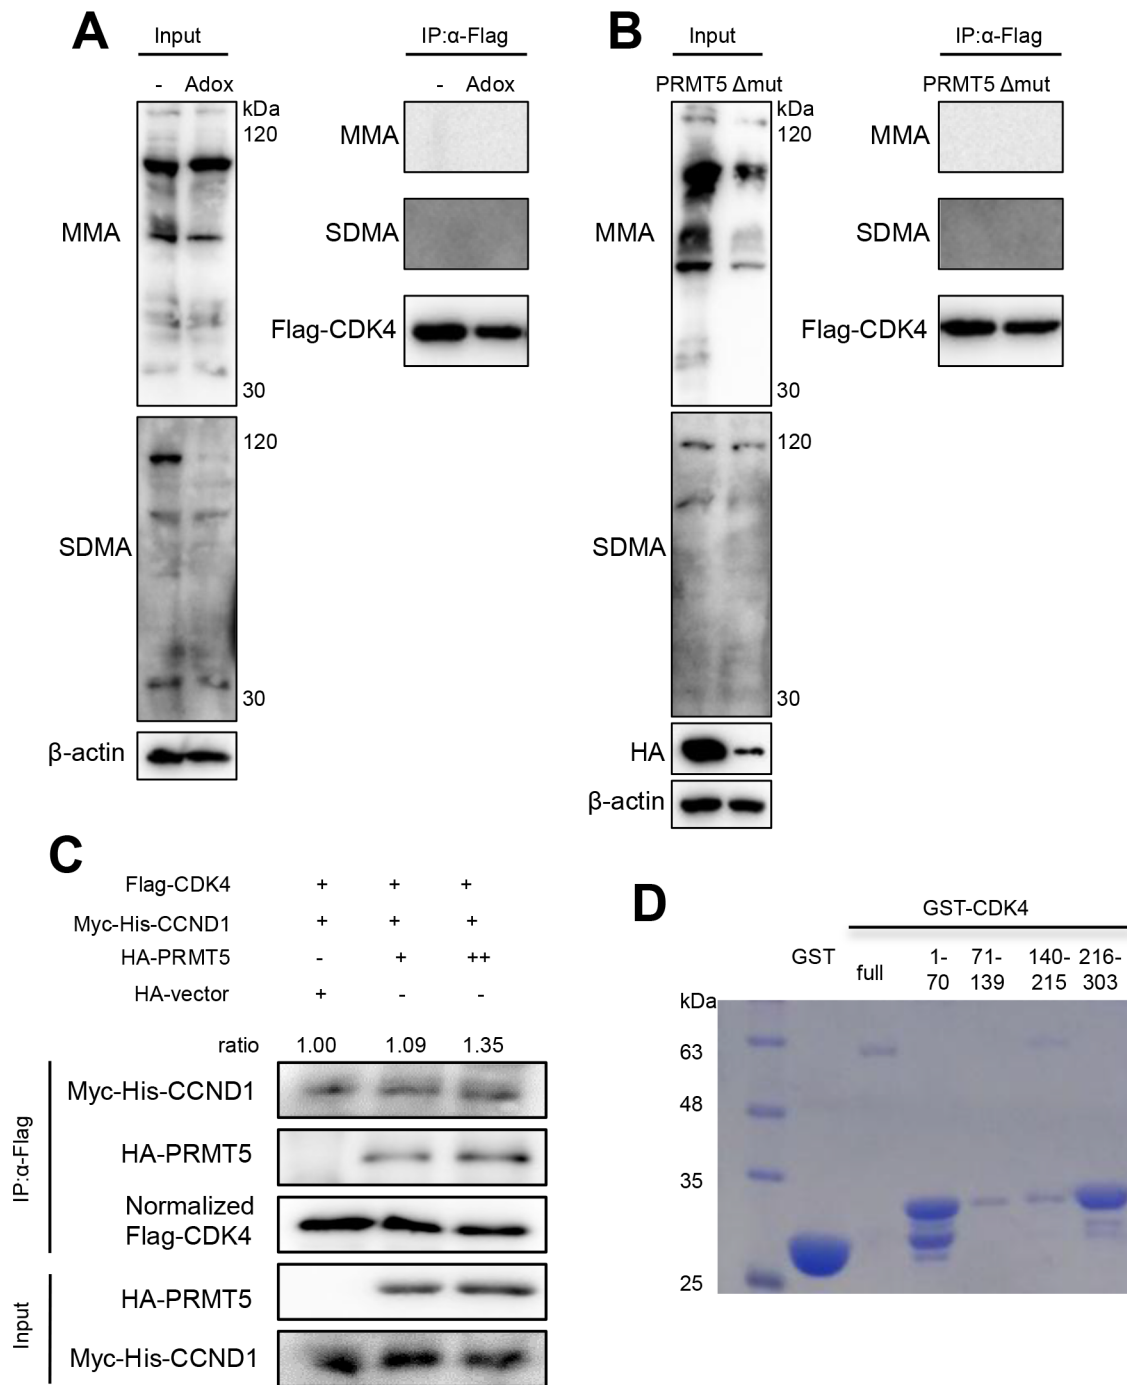 A
Input
IP:α-Flag
- Adox
- Adox
kDa
120
MMA
MMA
SDMA
Flag-CDK4
30
120
SDMA
30
β-actin
B
Input
IP:α-Flag
PRMT5 Δmut
PRMT5 Δmut
kDa
120
MMA
MMA
SDMA
Flag-CDK4
30
120
SDMA
30
HA
β-actin
C
Flag-CDK4 + + +
Myc-His-CCND1 + + +
HA-PRMT5 - + ++
HA-vector + - -
ratio 1.00 1.09 1.35
IP:α-Flag
Myc-His-CCND1
HA-PRMT5
Normalized
Flag-CDK4
Input
HA-PRMT5
Myc-His-CCND1
D
GST-CDK4
GST full 1- 71- 140- 216-
70 139 215 303
kDa
63
48
35
25